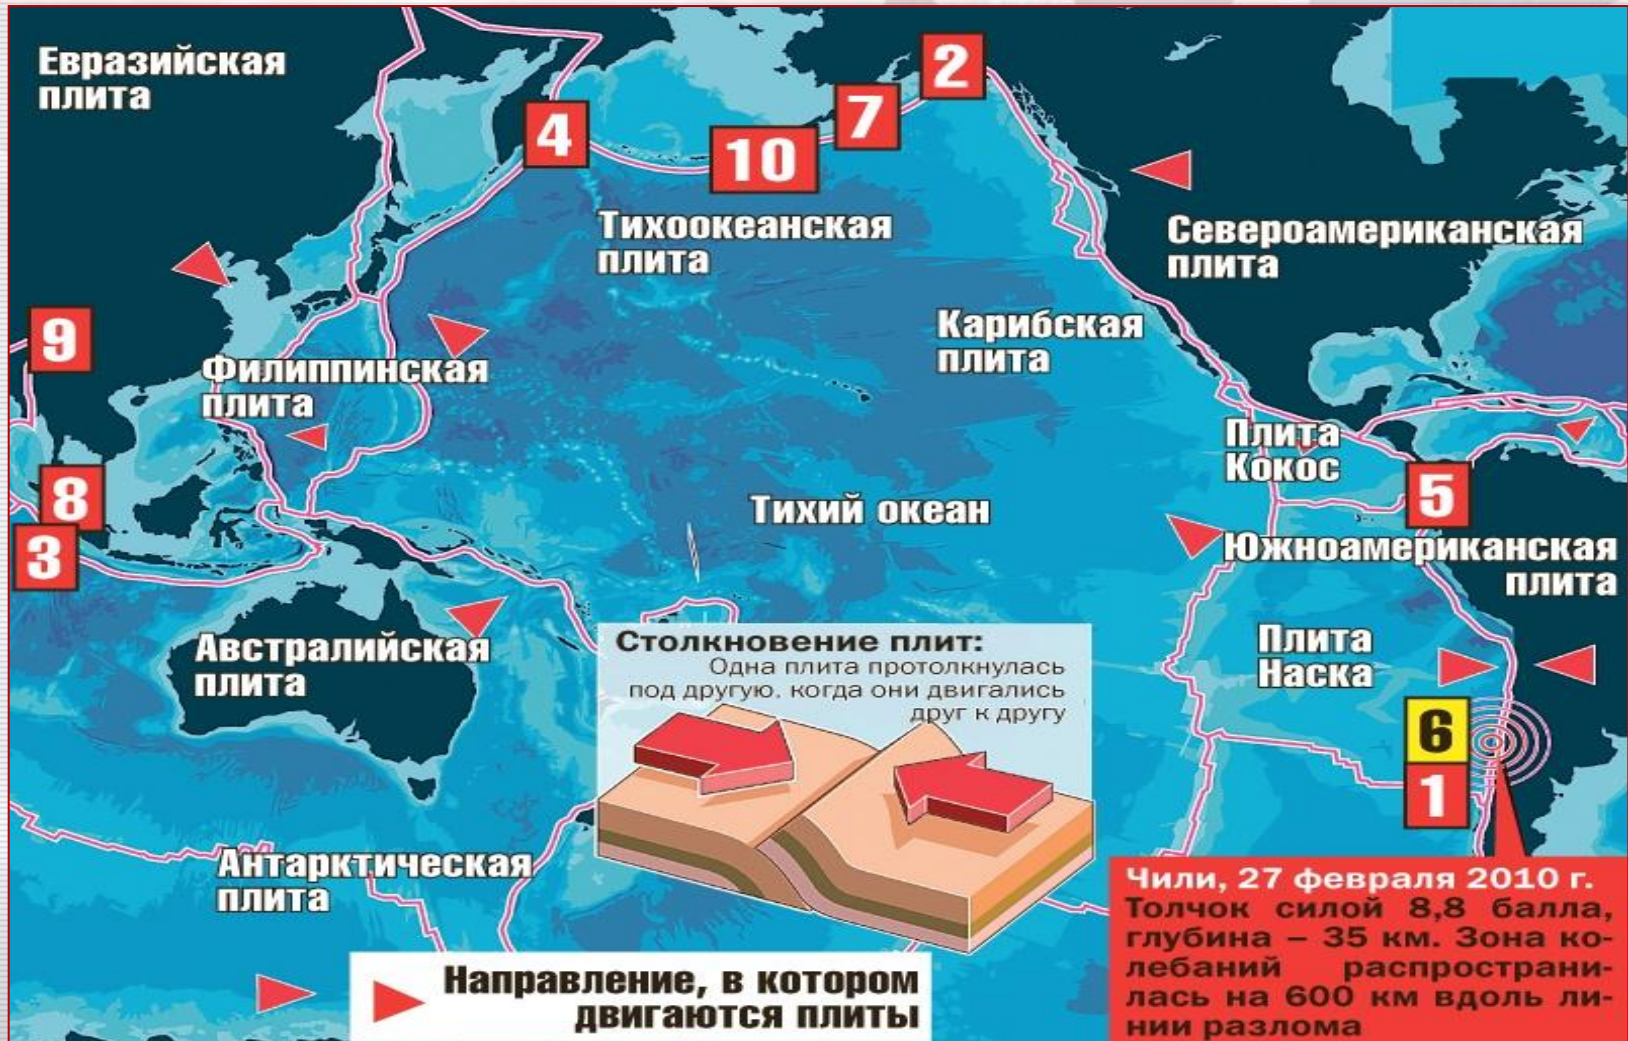 Евразийская
плита
2
4
7
10
Тихоокеанская
плита
Североамериканская
плита
9
Карибская
плита
Филиппинская
плита
Плита
Кокос
8
5
3
Тихий океан
Южноамериканская
плита
Австралийская
плита
Плита
Наска
Столкновение плит:
Одна плита протолкнулась
под другую. когда они двигались
друг к другу
6
1
Антарктическая
плита
Направление, в котором
двигаются плиты
Чили, 27 февраля 2010 г.
Толчок силой 8,8 балла,
глубина – 35 км. Зона ко-
лебаний распространи-
лась на 600 км вдоль ли-
нии разлома